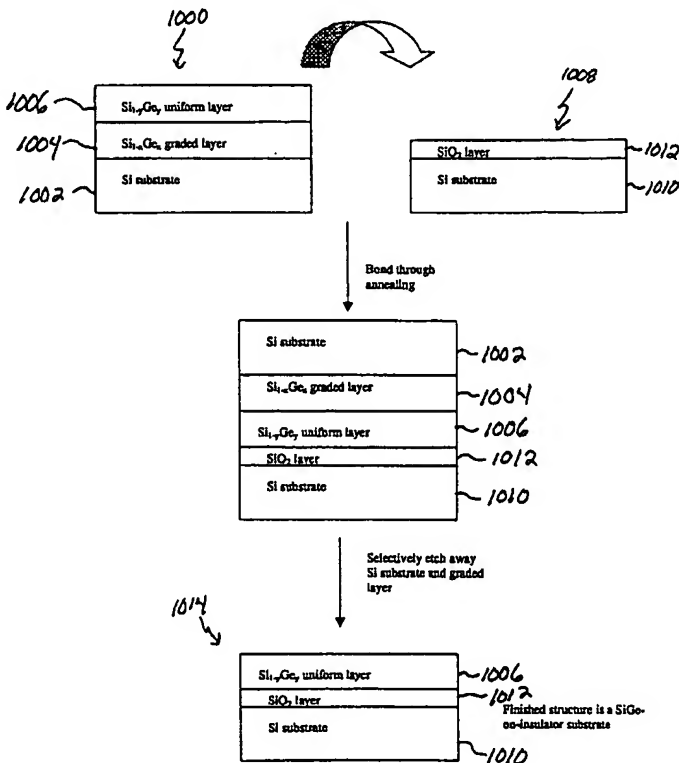 1000
1008
1006
Si₁₋yGey uniform layer
1004
Si₁₋ₓGeₓ graded layer
1002
Si substrate
SiO₂ layer
1012
Si substrate
1010
Bond through
annealing
Si substrate
1002
Si₁₋ₓGeₓ graded layer
1004
Si₁₋yGey uniform layer
1006
SiO₂ layer
1012
Si substrate
1010
Selectively etch away
Si substrate and graded
layer
1014
Si₁₋yGey uniform layer
1006
SiO₂ layer
1012
Finished structure is a SiGe-
on-insulator substrate
Si substrate
1010